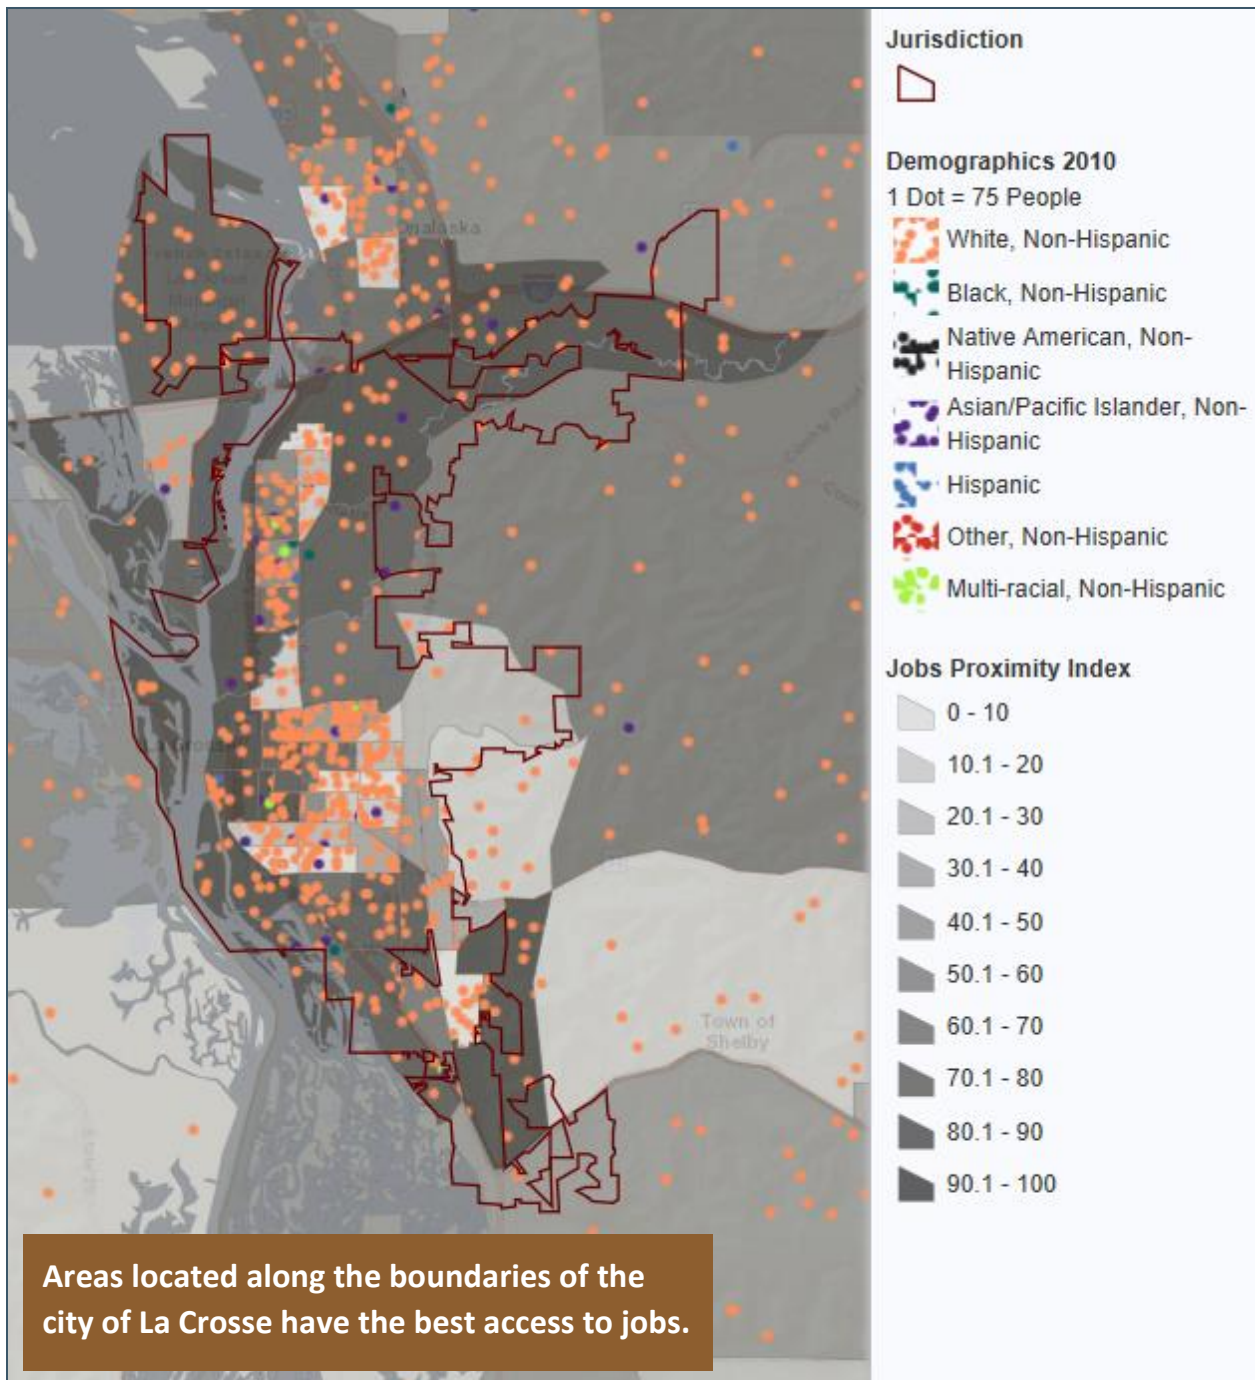 Jurisdiction
Demographics 2010
1 Dot = 75 People
White, Non-Hispanic
Black, Non-Hispanic
Native American, Non-
Hispanic
Asian/Pacific Islander, Non-
Hispanic
Hispanic
Other, Non-Hispanic
Multi-racial, Non-Hispanic
Jobs Proximity Index
0 - 10
10.1 - 20
20.1 - 30
30.1 - 40
40.1 - 50
50.1 - 60
60.1 - 70
70.1 - 80
80.1 - 90
90.1 - 100
Onalaska
Town of
Shelby
Areas located along the boundaries of the
city of La Crosse have the best access to jobs.